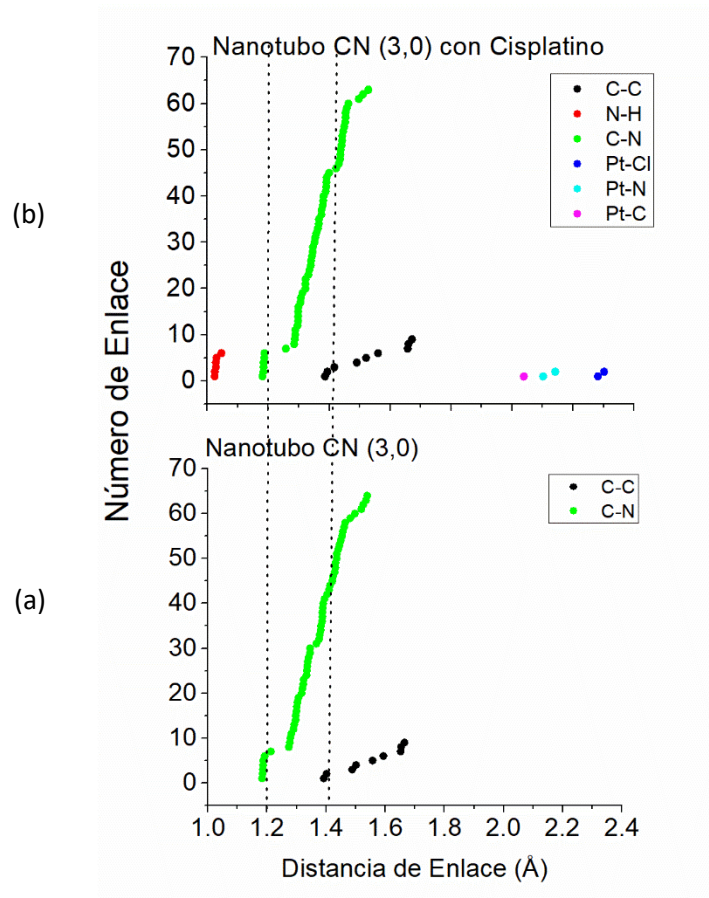 Nanotubo CN (3,0) con Cisplatino
70
60
50
40
30
20
10
0
C-C
N-H
C-N
Pt-Cl
Pt-N
Pt-C
(b)
Número de Enlace
Nanotubo CN (3,0)
70
60
50
40
30
20
10
0
C-C
C-N
(a)
1.0 1.2 1.4 1.6 2.0 2.2 2.4
Distancia de Enlace (Å)